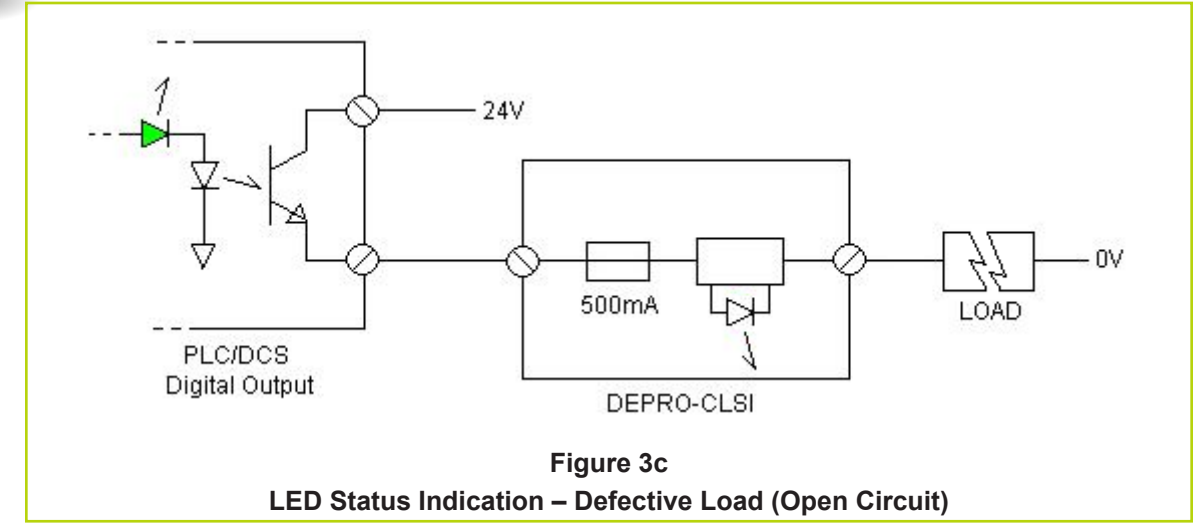 24V
0V
500mA
LOAD
PLC/DCS
Digital Output
DEPRO-CLSI
Figure 3c
LED Status Indication – Defective Load (Open Circuit)